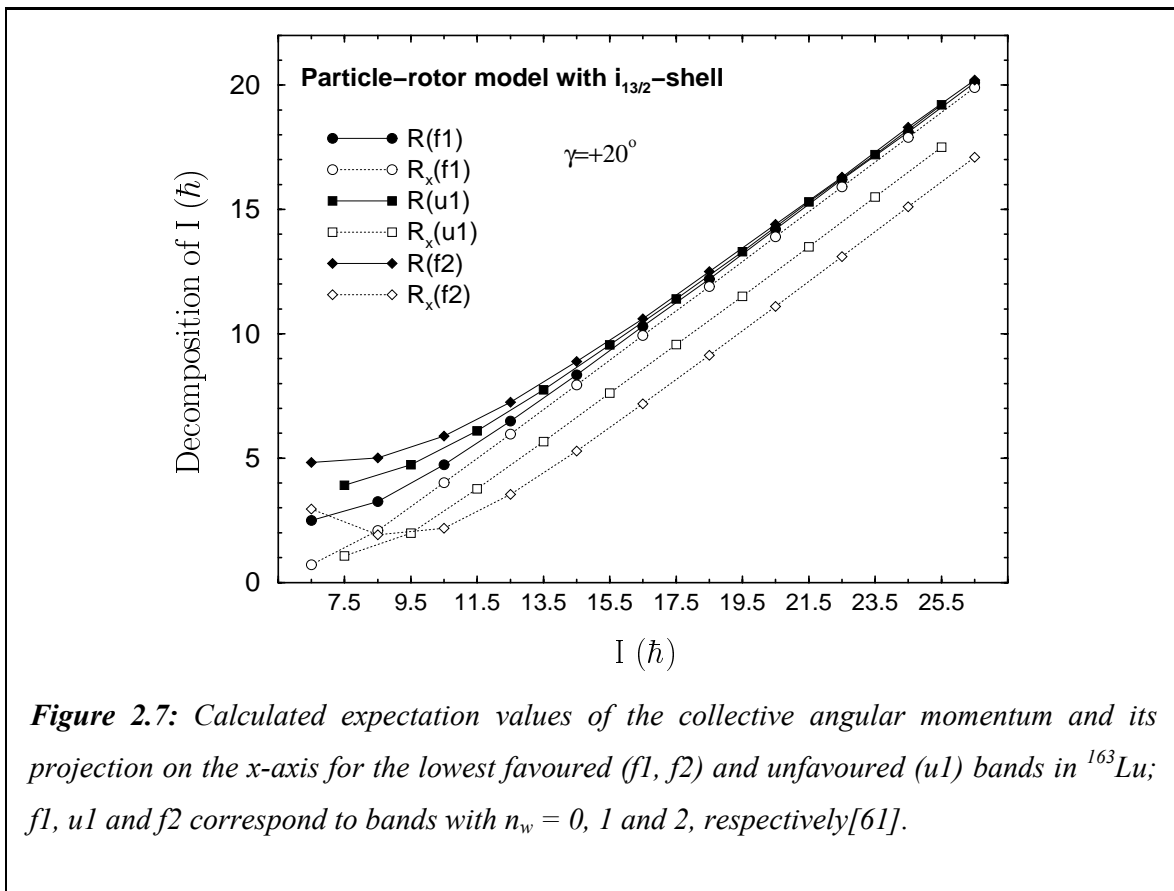 Particle−rotor model with i13/2−shell
R(f1)
Rx(f1)
R(u1)
Rx(u1)
R(f2)
Rx(f2)
γ=+20°
Decomposition of I (ℏ)
20
15
10
5
0
7.5 9.5 11.5 13.5 15.5 17.5 19.5 21.5 23.5 25.5
I (ℏ)
Figure 2.7: Calculated expectation values of the collective angular momentum and its
projection on the x-axis for the lowest favoured (f1, f2) and unfavoured (u1) bands in 163Lu;
f1, u1 and f2 correspond to bands with nw = 0, 1 and 2, respectively[61].